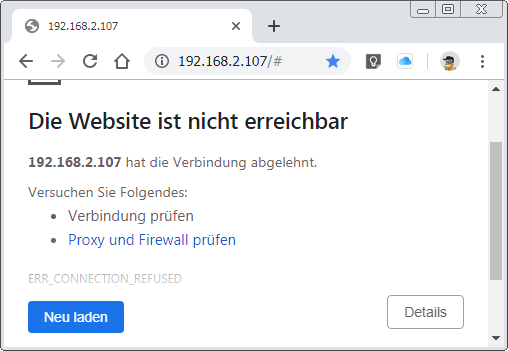 192.168.2.107
192.168.2.107/#
Die Website ist nicht erreichbar
192.168.2.107 hat die Verbindung abgelehnt.
Versuchen Sie Folgendes:
• Verbindung prüfen
• Proxy und Firewall prüfen
ERR_CONNECTION_REFUSED
Neu laden
Details